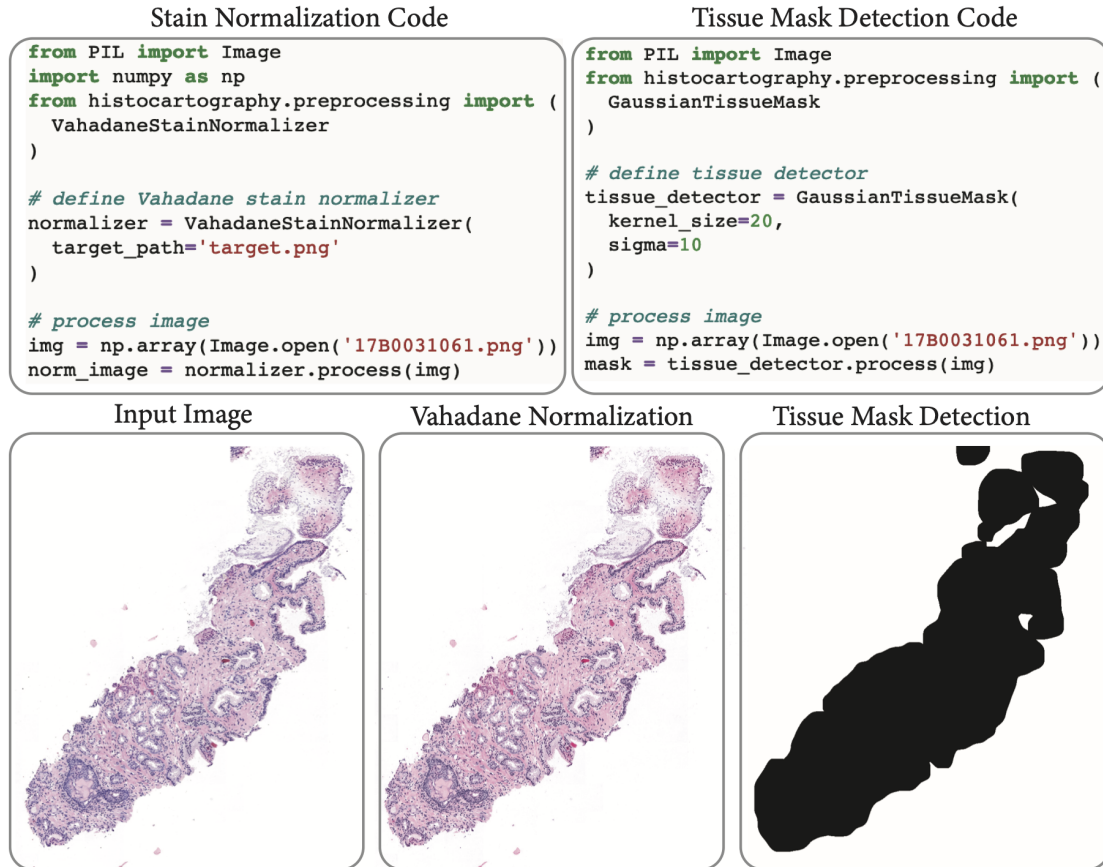 Stain Normalization Code
from PIL import Image
import numpy as np
from histocartography.preprocessing import (
  VahadaneStainNormalizer
)

# define Vahadane stain normalizer
normalizer = VahadaneStainNormalizer(
  target_path='target.png'
)

# process image
img = np.array(Image.open('17B0031061.png'))
norm_image = normalizer.process(img)
Tissue Mask Detection Code
from PIL import Image
from histocartography.preprocessing import (
  GaussianTissueMask
)

# define tissue detector
tissue_detector = GaussianTissueMask(
  kernel_size=20,
  sigma=10
)

# process image
img = np.array(Image.open('17B0031061.png'))
mask = tissue_detector.process(img)
Input Image
Vahadane Normalization
Tissue Mask Detection